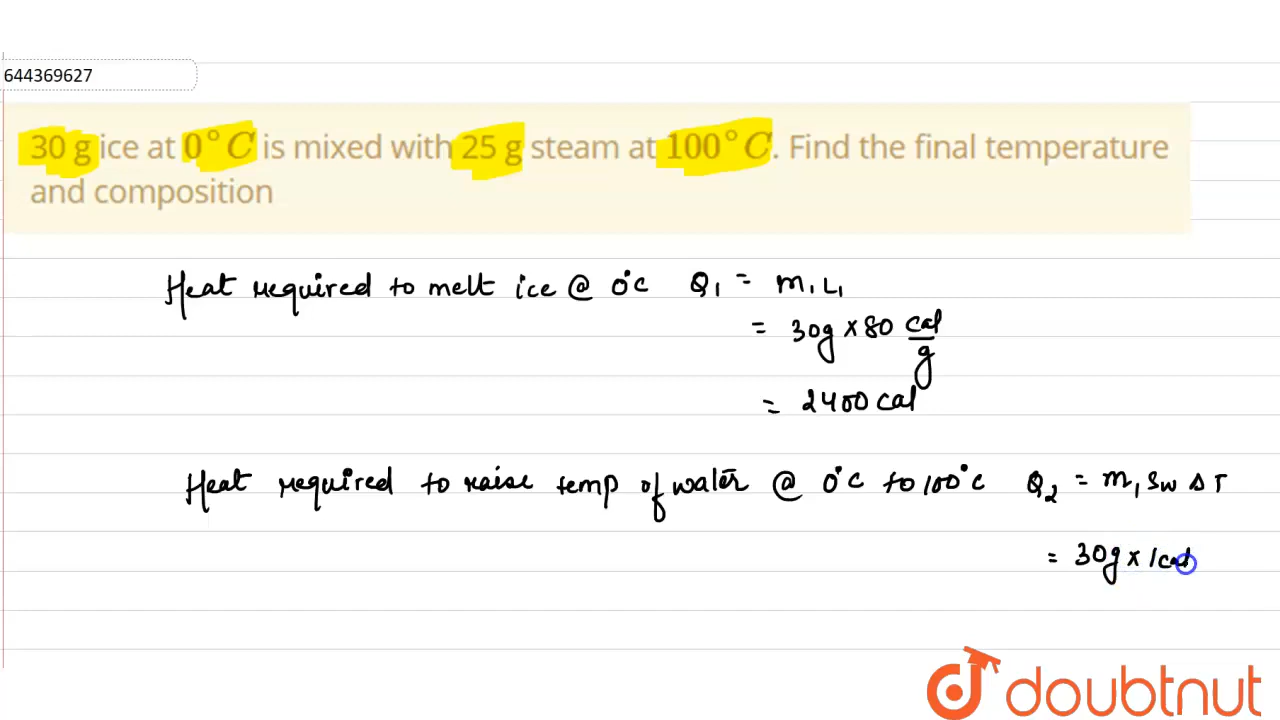 644369627
30 g ice at 0°C is mixed with 25 g steam at 100°C. Find the final temperature
and composition
Heat required to melt ice @ 0°C Q₁ = m₁L₁
= 30g × 80 cal/g
= 2400 cal
Heat required to raise temp of water @ 0°C to 100°C Q₂ = m₁ Sw ΔT
= 30g × 1cal
doubtnut